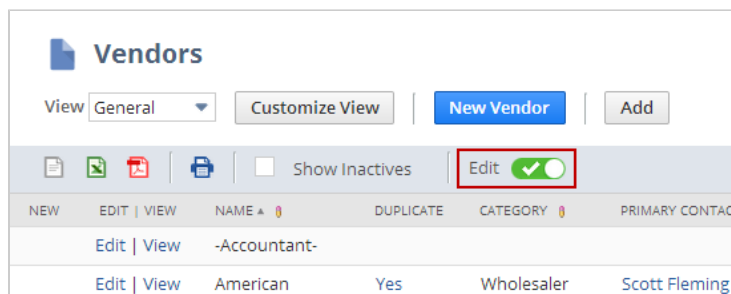 Vendors
View General Customize View New Vendor Add
Show Inactives Edit
NEW EDIT | VIEW NAME DUPLICATE CATEGORY PRIMARY CONTAC
Edit | View -Accountant-
Edit | View American Yes Wholesaler Scott Fleming